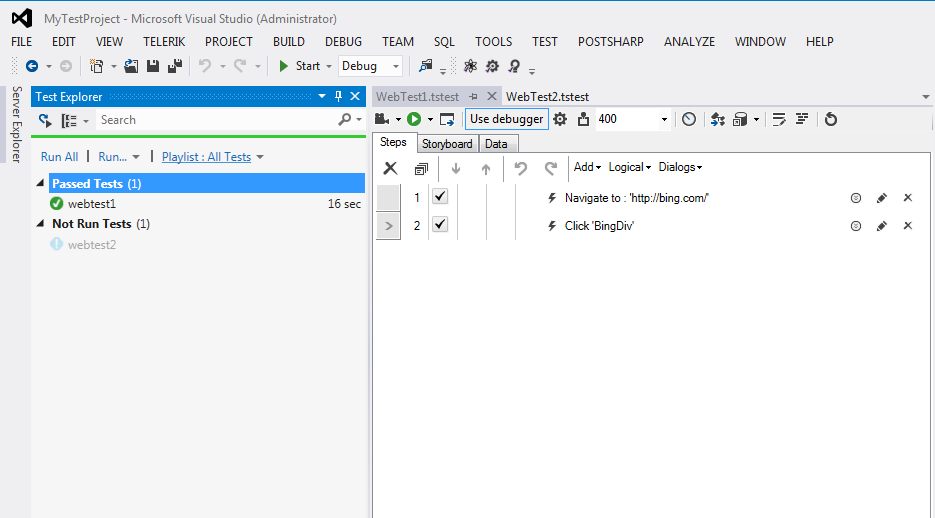 MyTestProject - Microsoft Visual Studio (Administrator)
FILE EDIT VIEW TELERIK PROJECT BUILD DEBUG TEAM SQL TOOLS TEST POSTSHARP ANALYZE WINDOW HELP
Start Debug
Server Explorer
Test Explorer
Search
Run All Run... Playlist : All Tests
Passed Tests (1)
webtest1 16 sec
Not Run Tests (1)
webtest2
WebTest1.tstest WebTest2.tstest
Use debugger 400
Steps Storyboard Data
Add Logical Dialogs
1 Navigate to : 'http://bing.com/'
2 Click 'BingDiv'